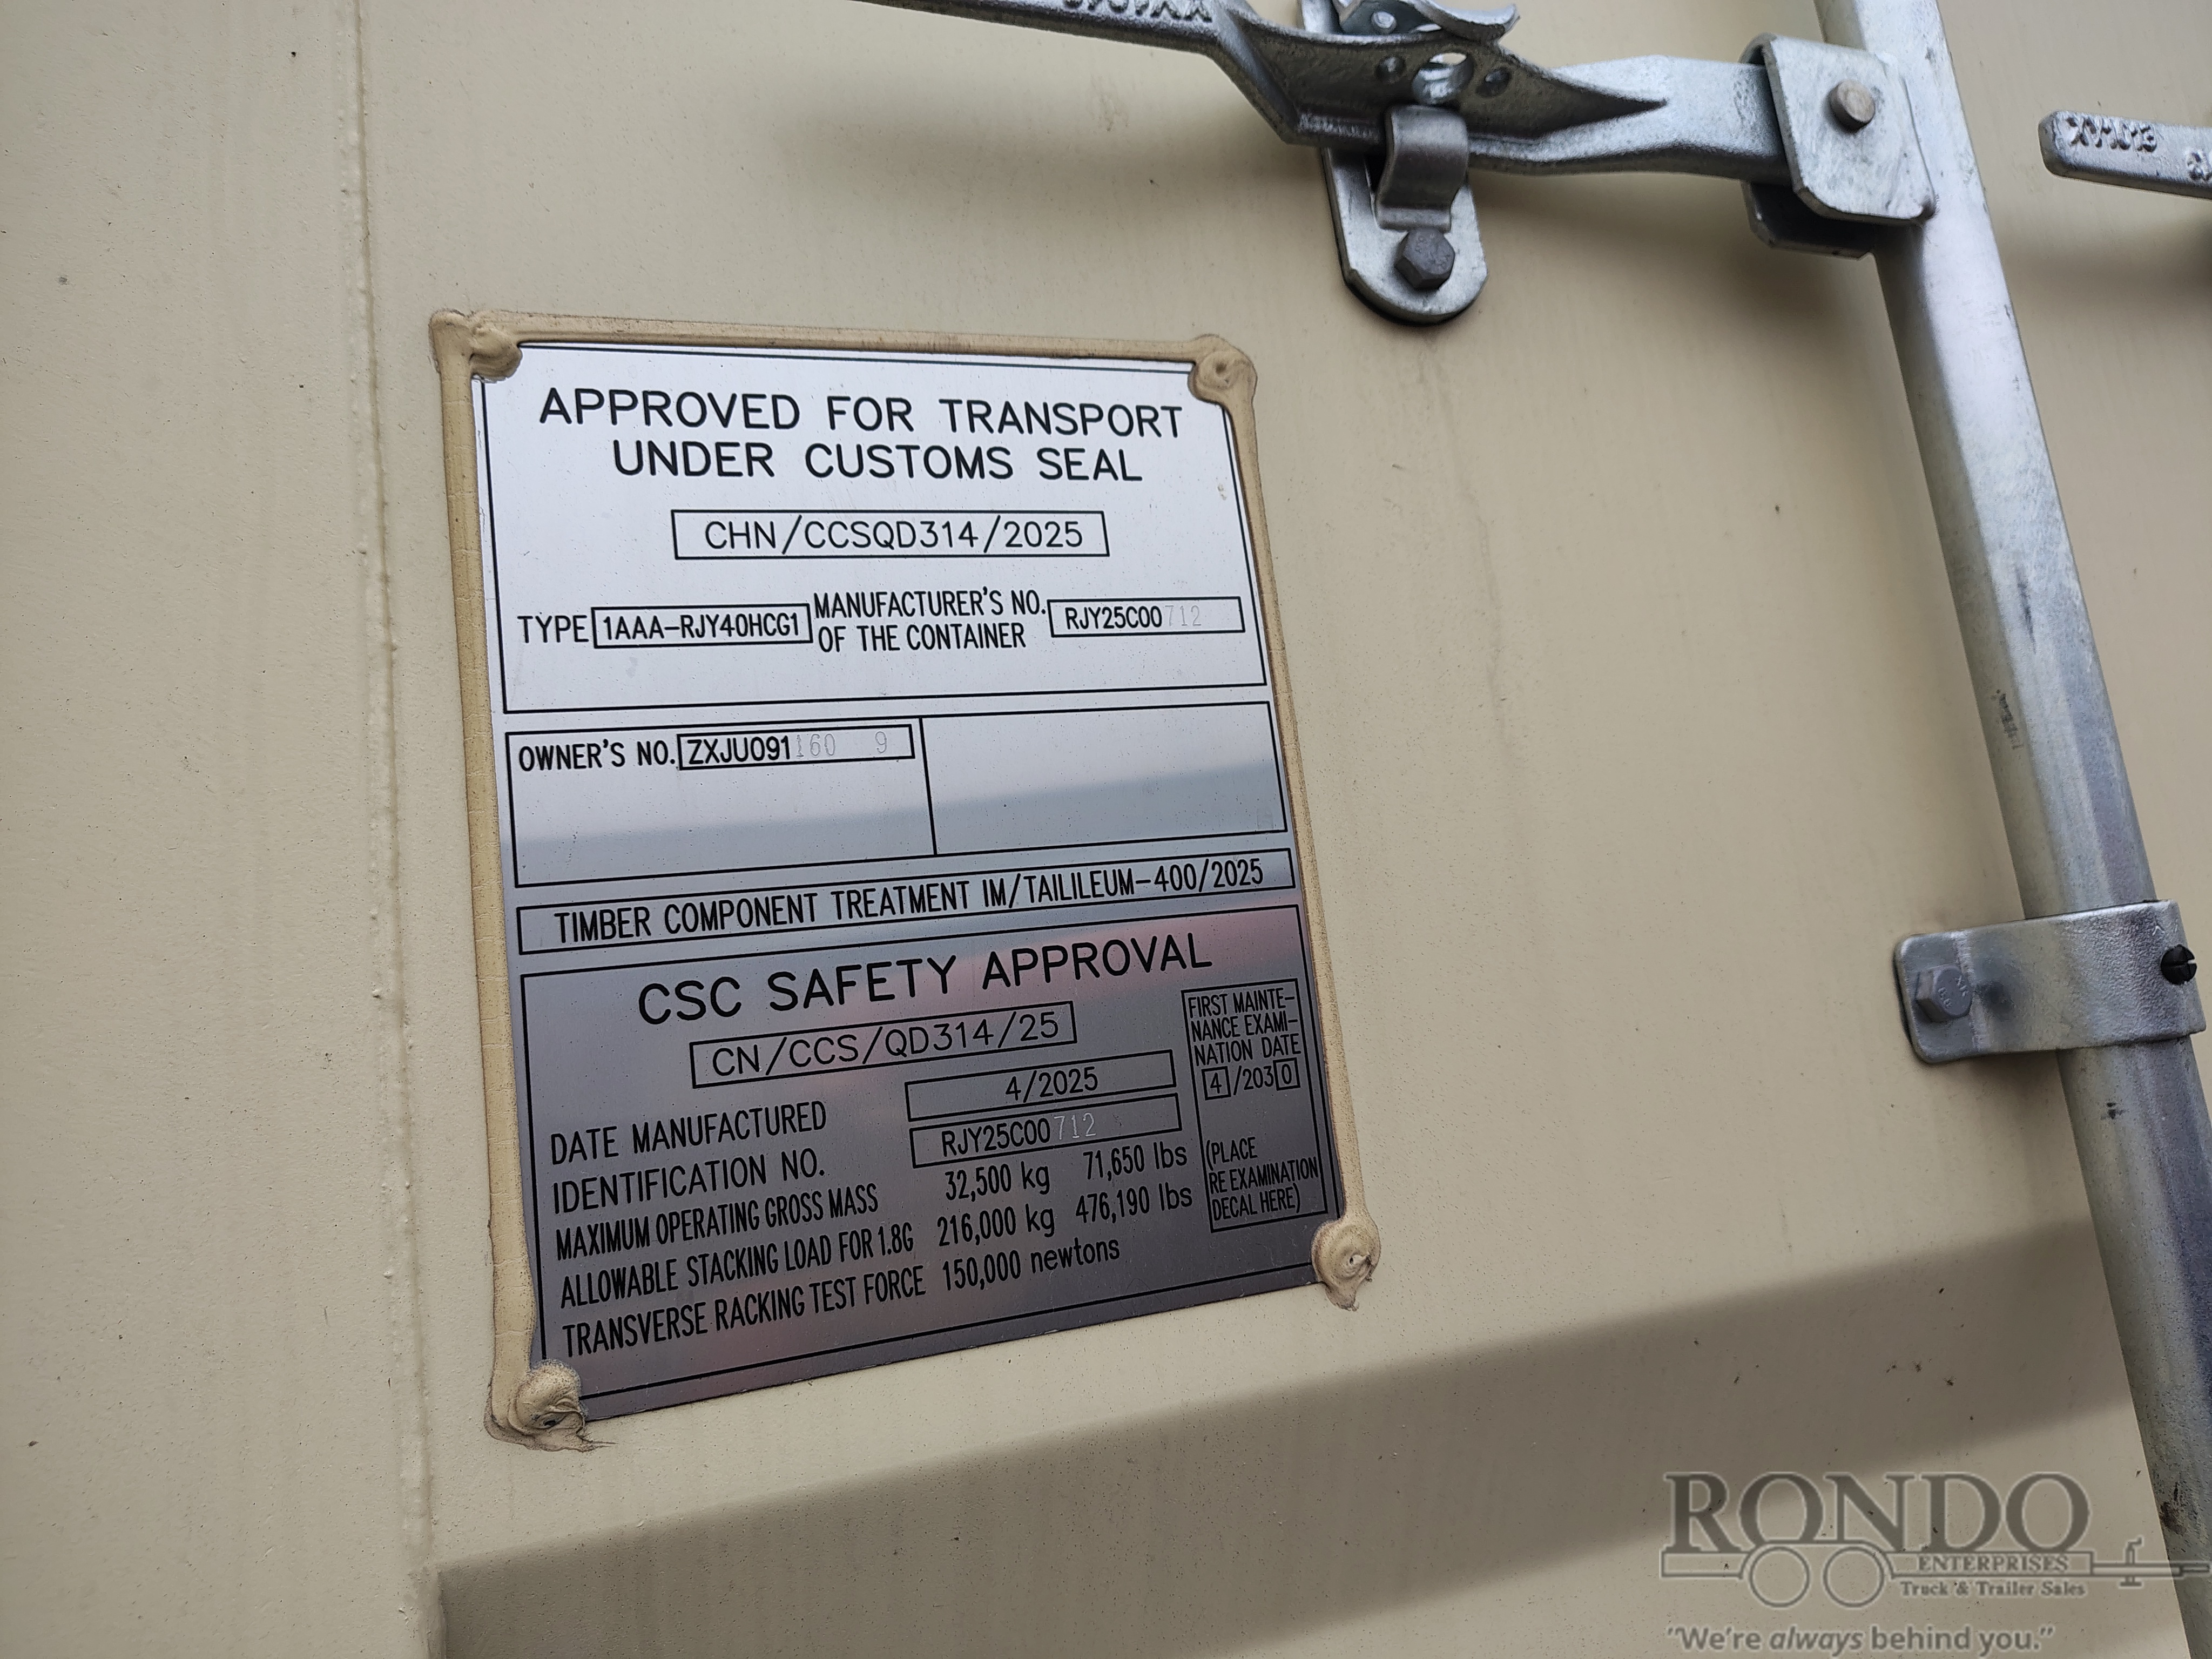 APPROVED FOR TRANSPORT
UNDER CUSTOMS SEAL
CHN/CCSQD314/2025
TYPE 1AAA-RJY40HCG1 MANUFACTURER'S NO. OF THE CONTAINER RJY25C00712
OWNER'S NO. ZXJU091160 9
TIMBER COMPONENT TREATMENT IM/TAILILEUM-400/2025
CSC SAFETY APPROVAL
CN/CCS/QD314/25
DATE MANUFACTURED 4/2025
IDENTIFICATION NO. RJY25C00712
MAXIMUM OPERATING GROSS MASS 32,500 kg 71,650 lbs
ALLOWABLE STACKING LOAD FOR 1.8G 216,000 kg 476,190 lbs
TRANSVERSE RACKING TEST FORCE 150,000 newtons
FIRST MAINTE-
NANCE EXAMI-
NATION DATE
4/2030
(PLACE
RE EXAMINATION
DECAL HERE)
RONDO
ENTERPRISES
Truck & Trailer Sales
"We're always behind you."